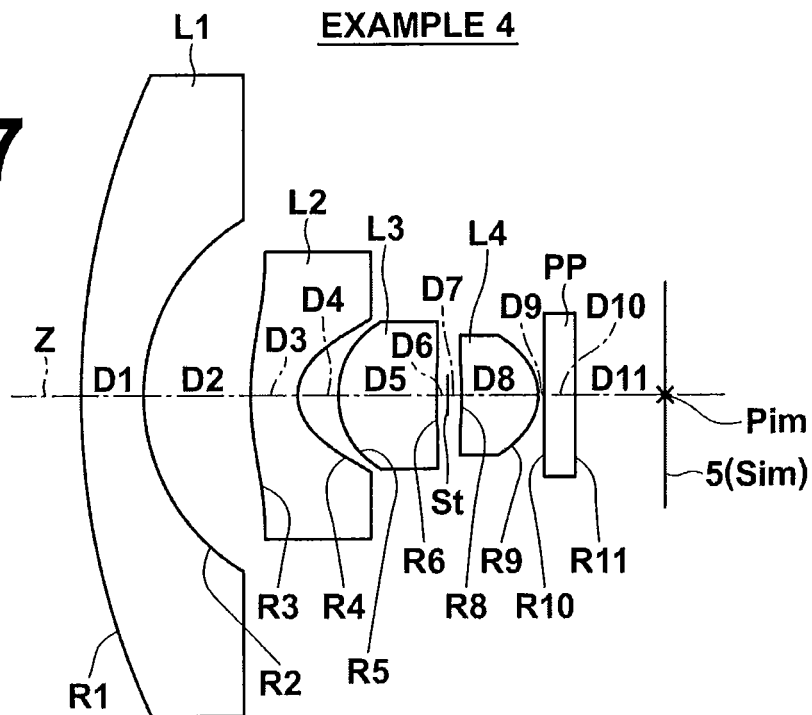 EXAMPLE 4
7
L1
L2
L3
L4
PP
Z
D1
D2
D3
D4
D5
D6
D7
D8
D9
D10
D11
Pim
5(Sim)
St
R1
R2
R3
R4
R5
R6
R8
R9
R10
R11